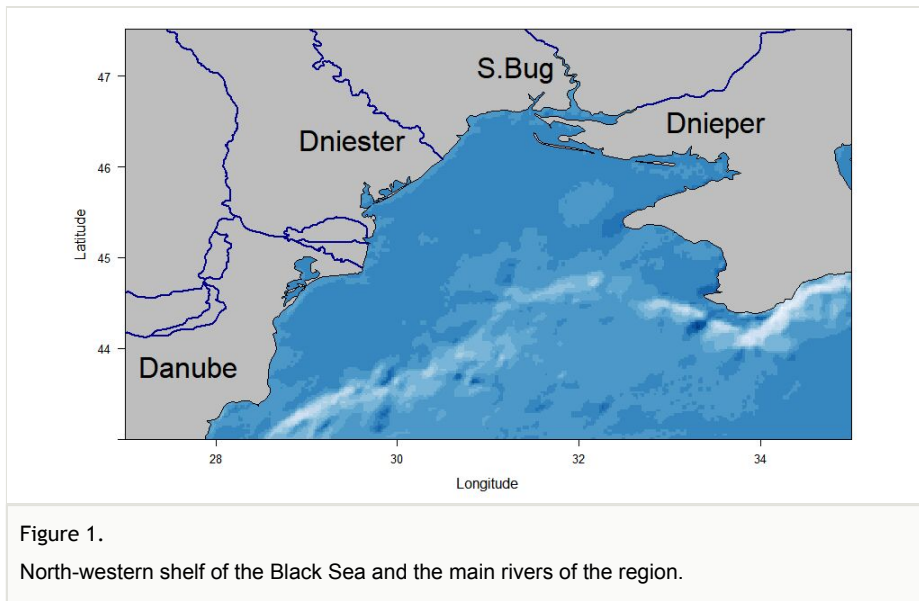 S.Bug
Dniester
Dnieper
Danube
47
46
45
44
Latitude
28
30
32
34
Longitude
Figure 1.
North-western shelf of the Black Sea and the main rivers of the region.